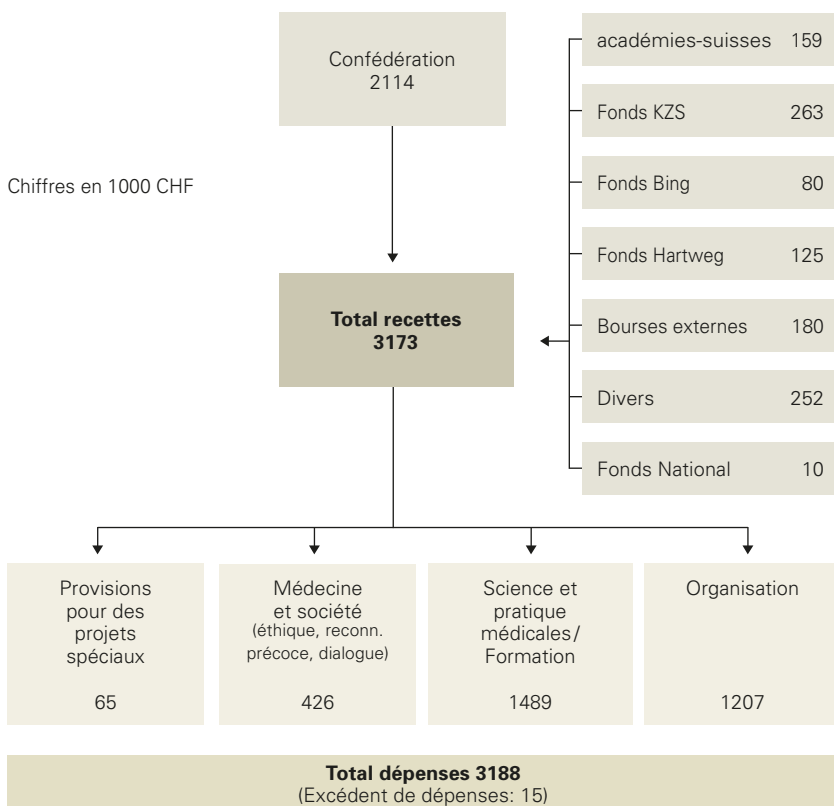 Confédération
2114
Chiffres en 1000 CHF
Total recettes
3173
académies-suisses 159
Fonds KZS 263
Fonds Bing 80
Fonds Hartweg 125
Bourses externes 180
Divers 252
Fonds National 10
Provisions
pour des
projets
spéciaux
65
Médecine
et société
(éthique, reconn.
précoce, dialogue)
426
Science et
pratique
médicales/
Formation
1489
Organisation
1207
Total dépenses 3188
(Excédent de dépenses: 15)